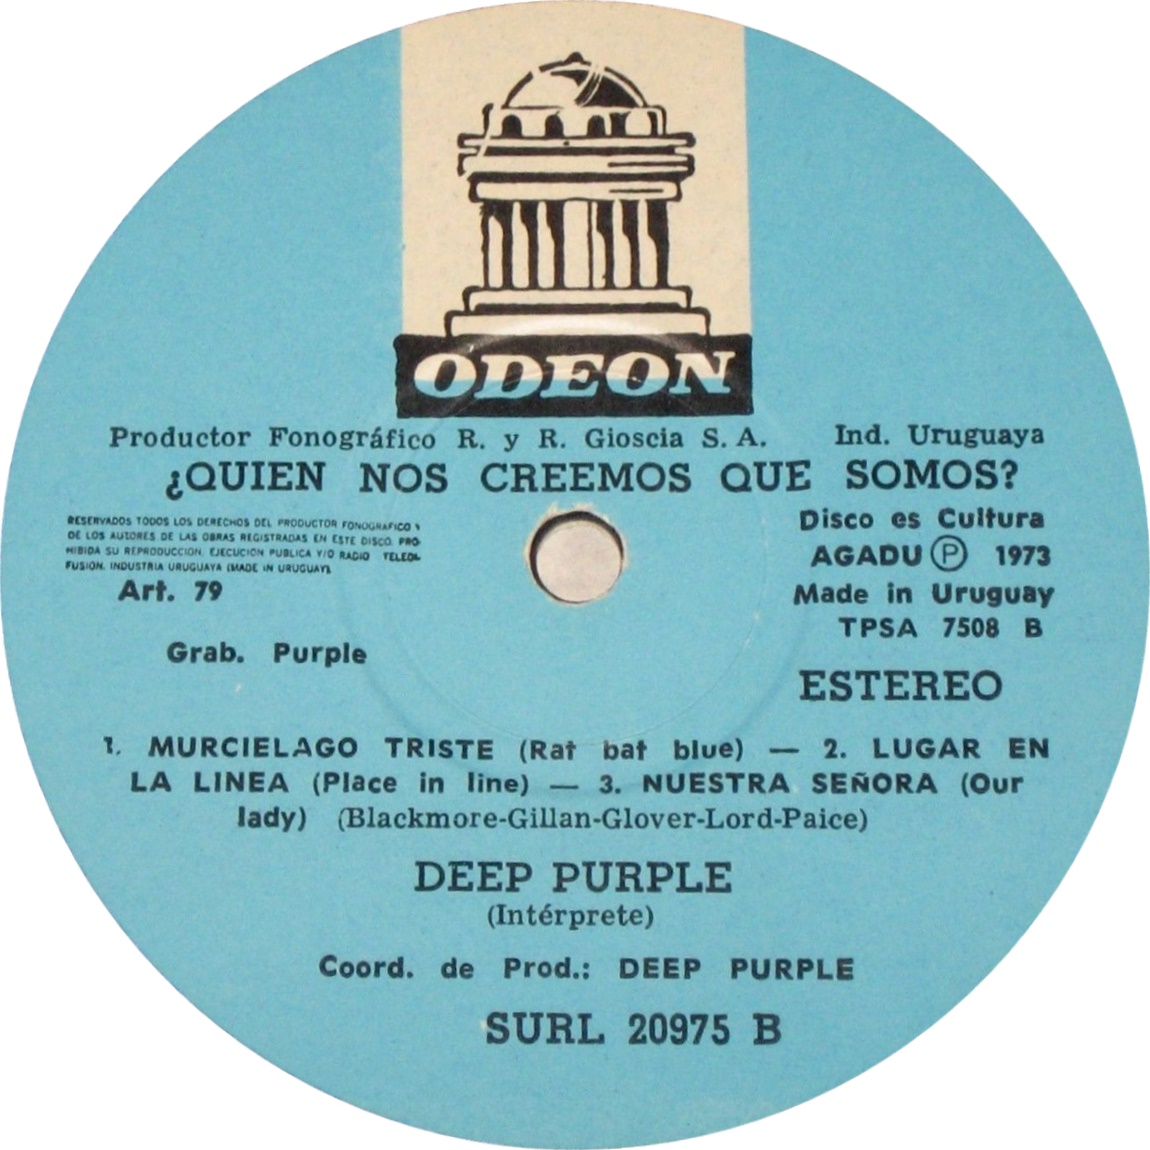 ODEON
Productor Fonográfico R. y R. Gioscia S. A. Ind. Uruguaya
¿QUIEN NOS CREEMOS QUE SOMOS?
RESERVADOS TODOS LOS DERECHOS DEL PRODUCTOR FONOGRAFICO Y
DE LOS AUTORES DE LAS OBRAS REGISTRADAS EN ESTE DISCO. PRO-
HIBIDA SU REPRODUCCION, EJECUCION PUBLICA Y/O RADIO TELEDI-
FUSION. INDUSTRIA URUGUAYA (MADE IN URUGUAY).
Art. 79
Grab. Purple
Disco es Cultura
AGADU Ⓟ 1973
Made in Uruguay
TPSA 7508 B
ESTEREO
1. MURCIELAGO TRISTE (Rat bat blue) — 2. LUGAR EN
LA LINEA (Place in line) — 3. NUESTRA SEÑORA (Our
lady) (Blackmore-Gillan-Glover-Lord-Paice)
DEEP PURPLE
(Intérprete)
Coord. de Prod.: DEEP PURPLE
SURL 20975 B